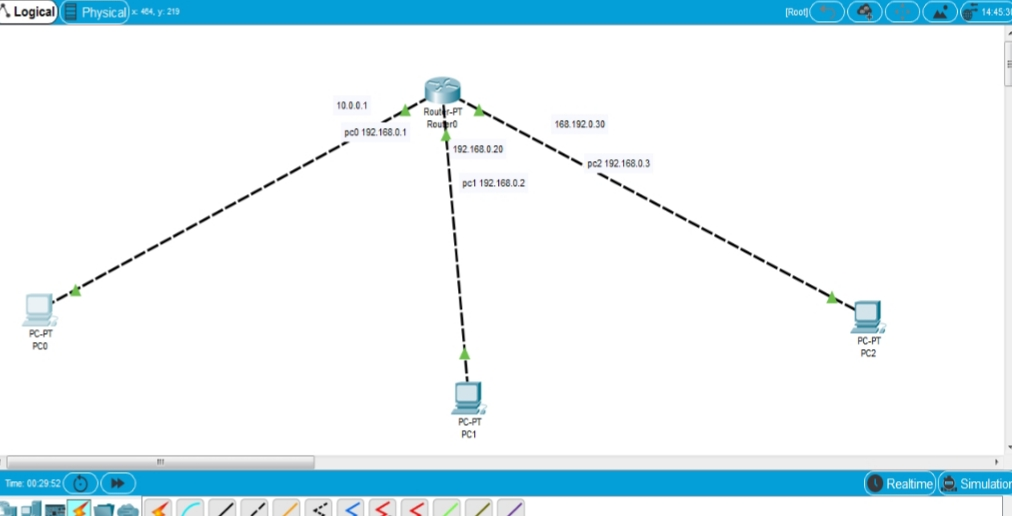 Logical Physical x: 464, y: 219 [Root] 14:45:3
10.0.0.1
pc0 192.168.0.1
Router-PT
Router0
168.192.0.30
192.168.0.20
pc2 192.168.0.3
pc1 192.168.0.2
PC-PT
PC0
PC-PT
PC2
PC-PT
PC1
Time: 00:29:52 Realtime Simulation